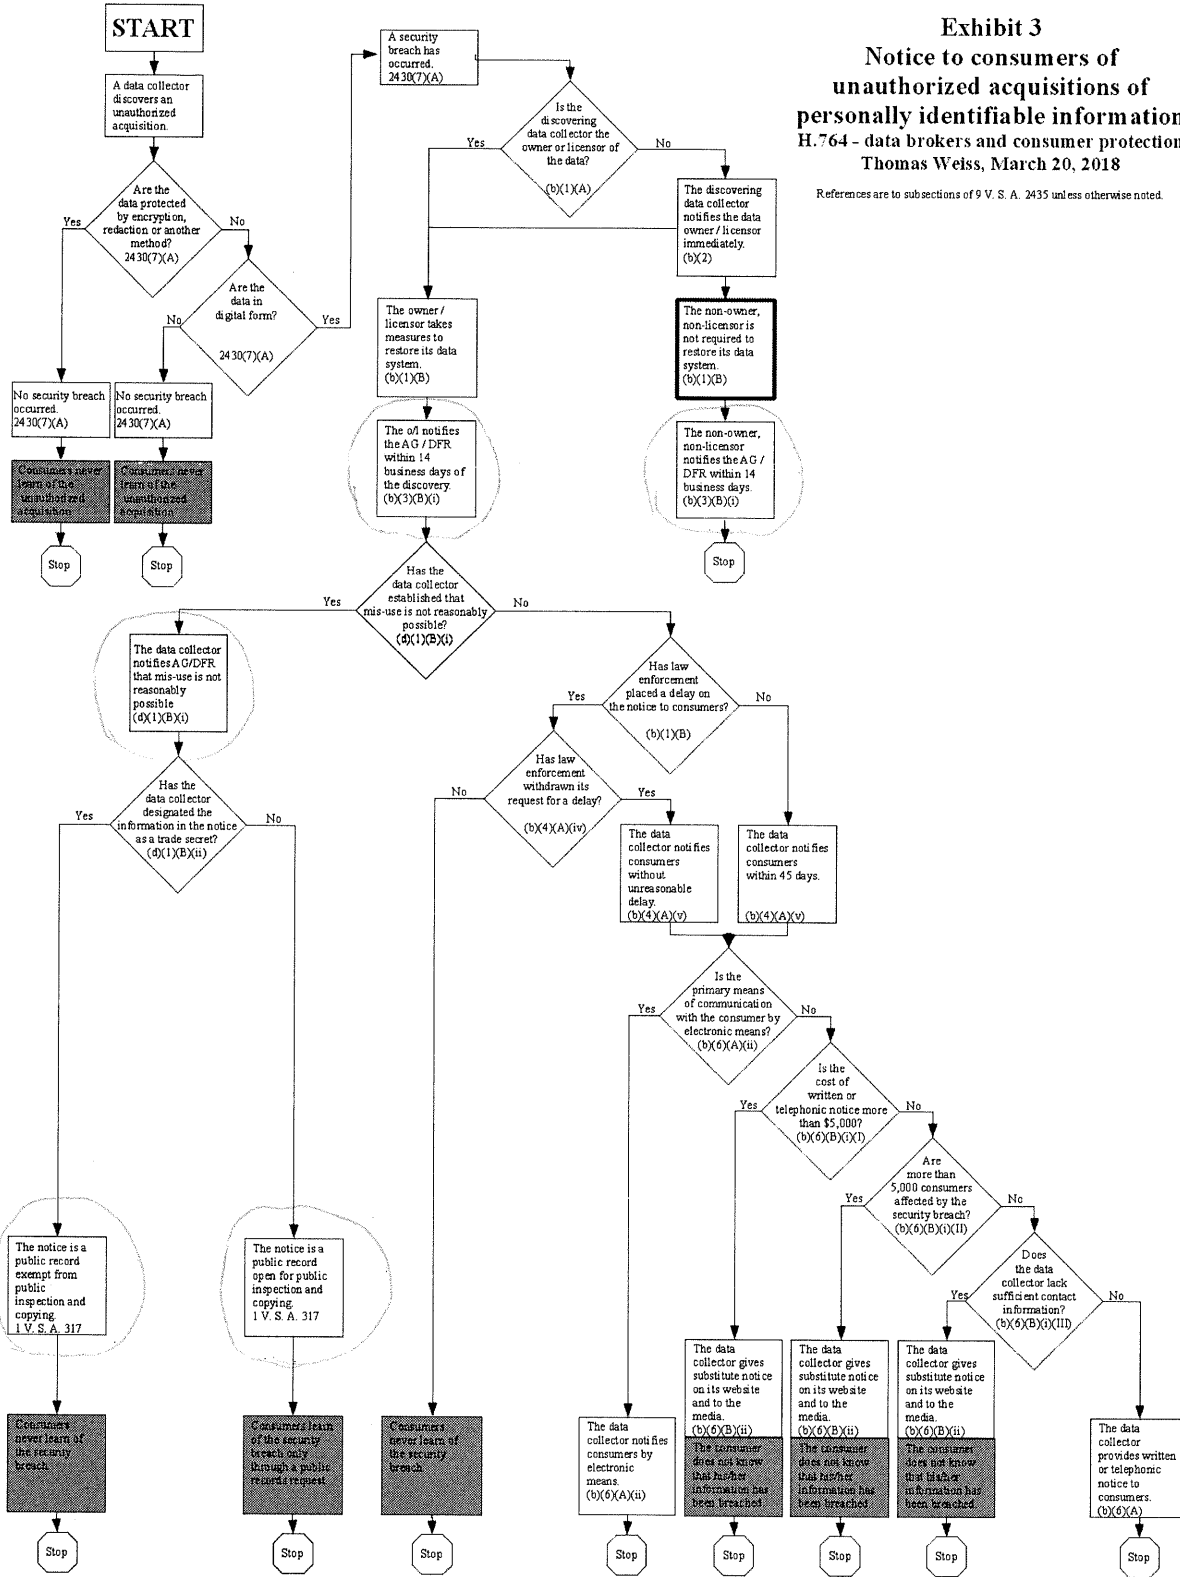 START
A data collector
discovers an
unauthorized
acquisition.
Are the
data protected
by encryption,
redaction or another
method?
2430(7)(A)
Yes
No
Are the
data in
digital form?
2430(7)(A)
No
Yes
No security breach
occurred.
2430(7)(A)
No security breach
occurred.
2430(7)(A)
Consumers never
learn of the
unauthorized
acquisition
Consumers never
learn of the
unauthorized
acquisition
Stop
Stop
A security
breach has
occurred.
2430(7)(A)
Is the
discovering
data collector the
owner or licensor of
the data?
(b)(1)(A)
Yes
No
Exhibit 3
Notice to consumers of
unauthorized acquisitions of
personally identifiable information
H.764 - data brokers and consumer protection
Thomas Weiss, March 20, 2018
References are to subsections of 9 V. S. A. 2435 unless otherwise noted.
The discovering
data collector
notifies the data
owner / licensor
immediately.
(b)(2)
The owner /
licensor takes
measures to
restore its data
system.
(b)(1)(B)
The non-owner,
non-licensor is
not required to
restore its data
system.
(b)(1)(B)
The o/l notifies
the AG / DFR
within 14
business days of
the discovery.
(b)(3)(B)(i)
The non-owner,
non-licensor
notifies the AG /
DFR within 14
business days.
(b)(3)(B)(i)
Stop
Has the
data collector
established that
mis-use is not reasonably
possible?
(d)(1)(B)(i)
Yes
No
The data collector
notifies AG/DFR
that mis-use is not
reasonably
possible
(d)(1)(B)(i)
Has the
data collector
designated the
information in the notice
as a trade secret?
(d)(1)(B)(ii)
Yes
No
Has law
enforcement
placed a delay on
the notice to consumers?
(b)(1)(B)
Yes
No
Has law
enforcement
withdrawn its
request for a delay?
(b)(4)(A)(iv)
No
Yes
The data
collector notifies
consumers
without
unreasonable
delay.
(b)(4)(A)(v)
The data
collector notifies
consumers
within 45 days.
(b)(4)(A)(v)
Is the
primary means
of communication
with the consumer by
electronic means?
(b)(6)(A)(ii)
Yes
No
Is the
cost of
written or
telephonic notice more
than $5,000?
(b)(6)(B)(i)(I)
Yes
No
Are
more than
5,000 consumers
affected by the
security breach?
(b)(6)(B)(i)(II)
Yes
No
Does
the data
collector lack
sufficient contact
information?
(b)(6)(B)(i)(III)
Yes
No
The notice is a
public record
exempt from
public
inspection and
copying.
1 V. S. A. 317
The notice is a
public record
open for public
inspection and
copying.
1 V. S. A. 317
Consumers
never learn of
the security
breach.
Consumers learn
of the security
breach only
through a public
records request.
Consumers
never learn of
the security
breach.
The data
collector notifies
consumers by
electronic
means.
(b)(6)(A)(ii)
The data
collector gives
substitute notice
on its website
and to the
media.
(b)(6)(B)(ii)
The consumer
does not know
that his/her
information has
been breached.
The data
collector gives
substitute notice
on its website
and to the
media.
(b)(6)(B)(ii)
The consumer
does not know
that his/her
information has
been breached.
The data
collector gives
substitute notice
on its website
and to the
media.
(b)(6)(B)(ii)
The consumer
does not know
that his/her
information has
been breached.
The data
collector
provides written
or telephonic
notice to
consumers.
(b)(6)(A)
Stop
Stop
Stop
Stop
Stop
Stop
Stop
Stop